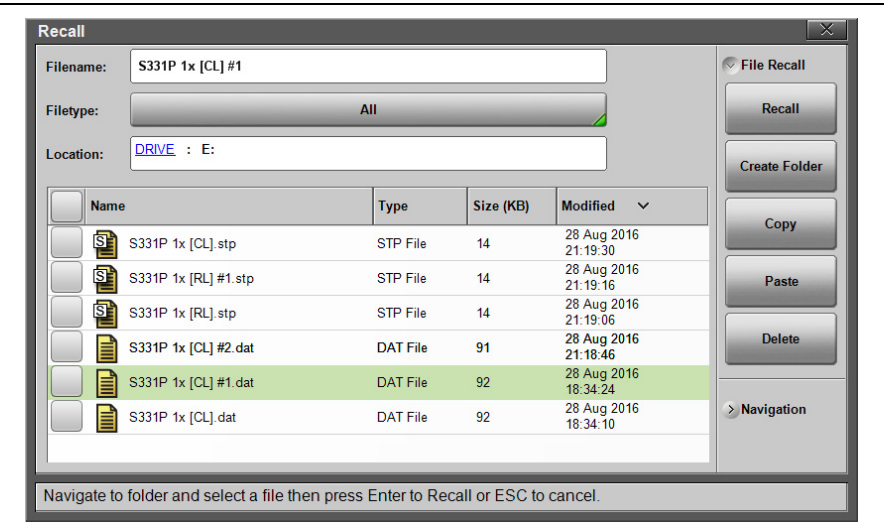 Recall
Filename: S331P 1x [CL] #1
Filetype: All
Location: DRIVE : E:
Name Type Size (KB) Modified
S331P 1x [CL].stp STP File 14 28 Aug 2016
21:19:30
S331P 1x [RL] #1.stp STP File 14 28 Aug 2016
21:19:16
S331P 1x [RL].stp STP File 14 28 Aug 2016
21:19:06
S331P 1x [CL] #2.dat DAT File 91 28 Aug 2016
21:18:46
S331P 1x [CL] #1.dat DAT File 92 28 Aug 2016
18:34:24
S331P 1x [CL].dat DAT File 92 28 Aug 2016
18:34:10
File Recall
Recall
Create Folder
Copy
Paste
Delete
Navigation
Navigate to folder and select a file then press Enter to Recall or ESC to cancel.